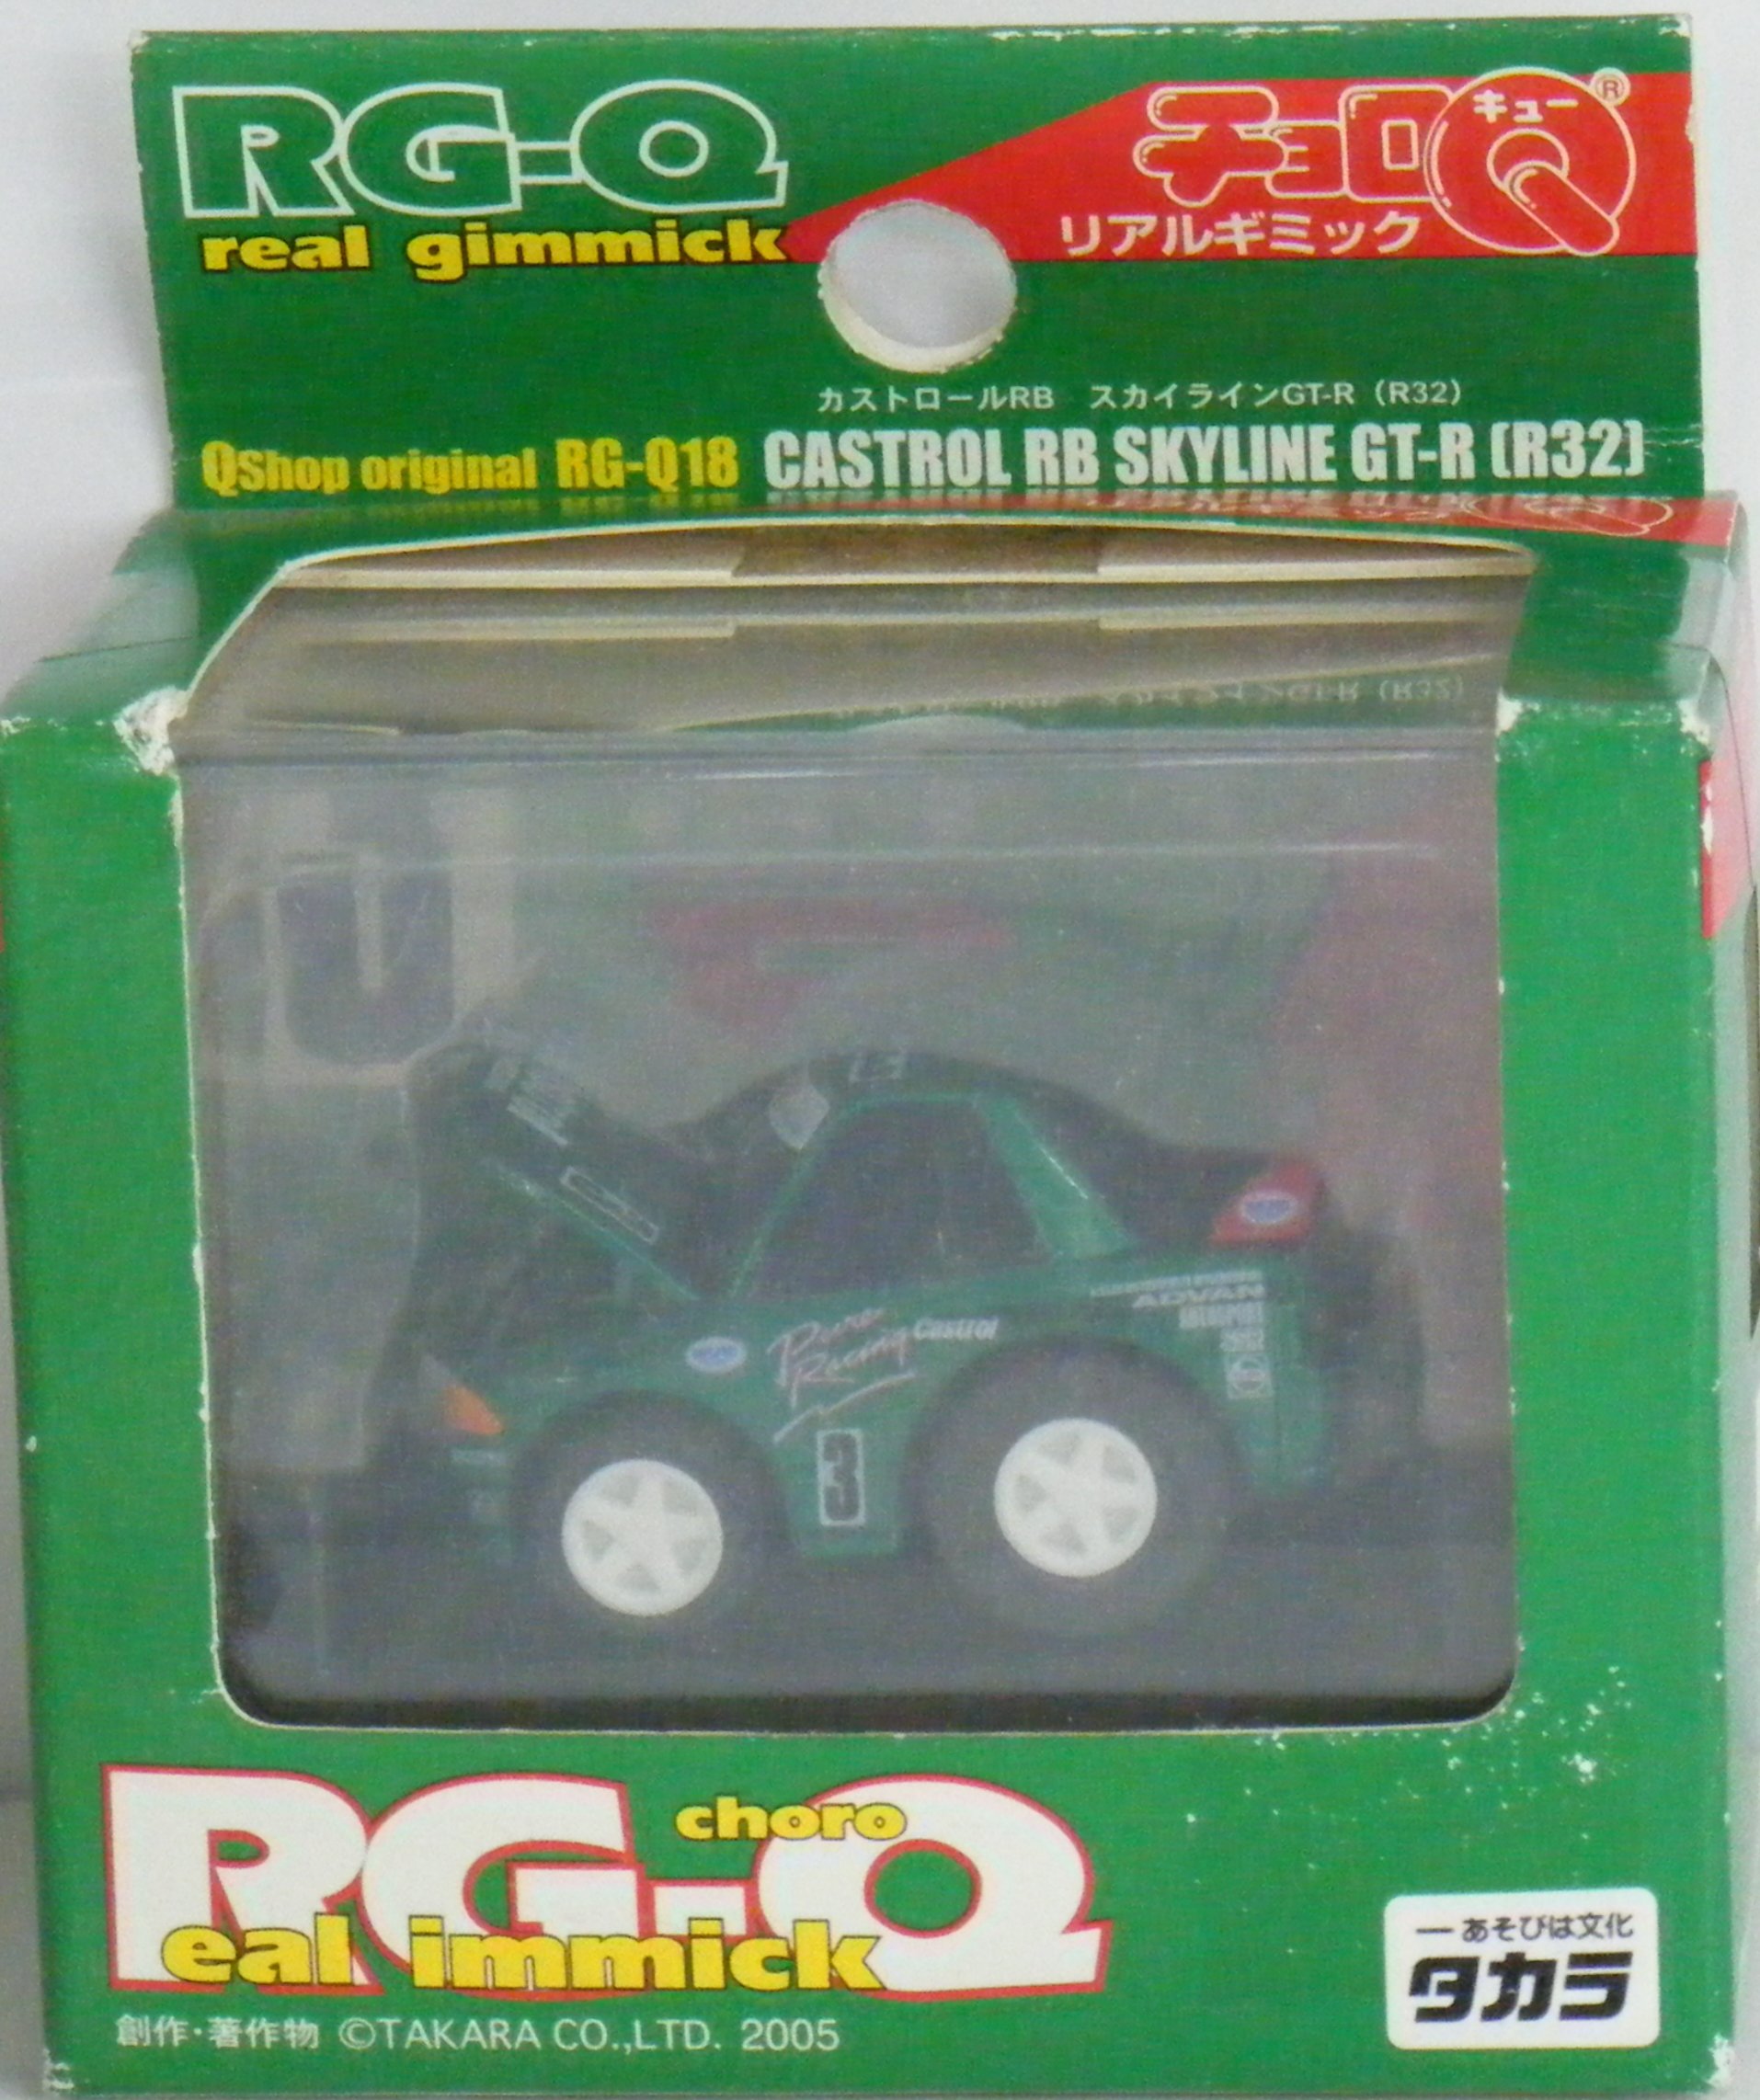 RG-Q
real gimmick
チョロQ
キュー
®
リアルギミック
カストロールRB スカイラインGT-R（R32）
QShop original RG-Q18 CASTROL RB SKYLINE GT-R (R32)
Pure
Racing Castrol
ADVAN
3
RG-Q
choro
eal immick
創作・著作物 ©TAKARA CO.,LTD. 2005
— あそびは文化
タカラ